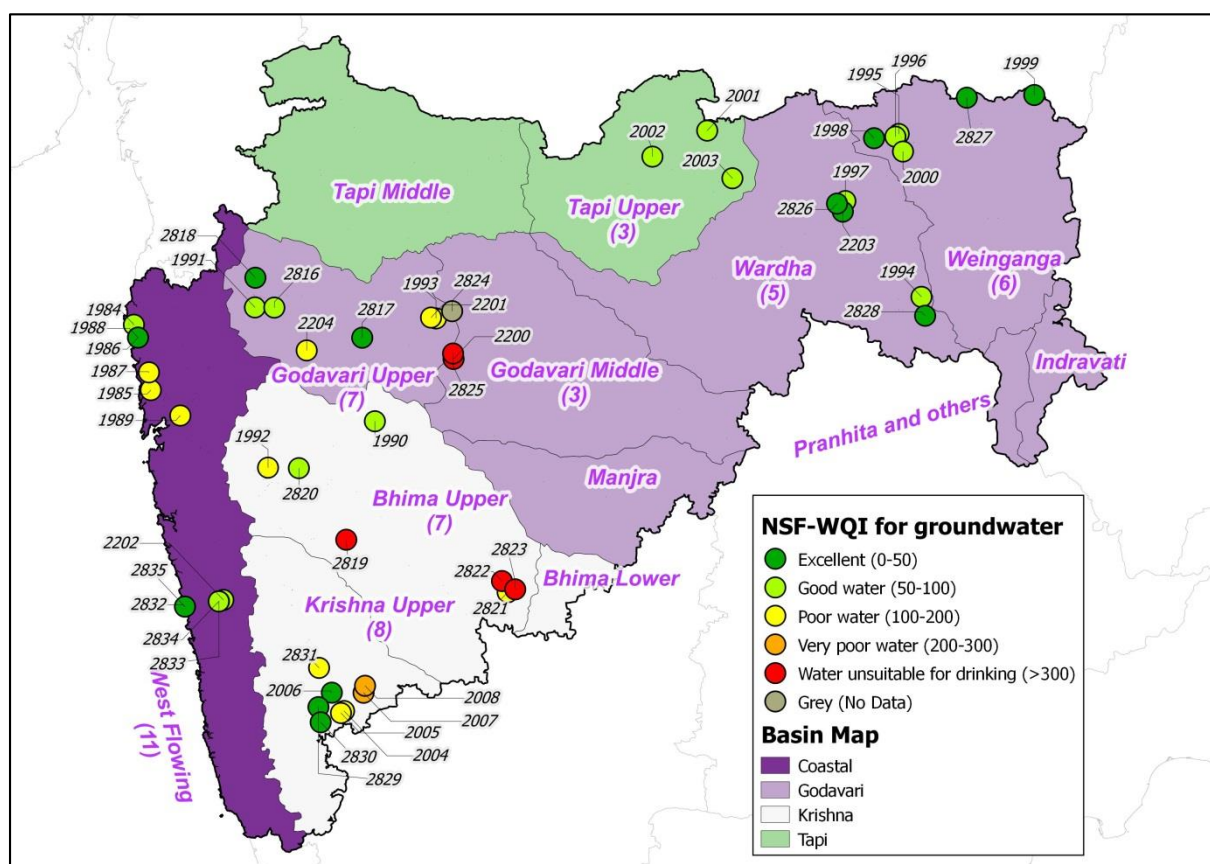 1996
1995
1999
2001
2002
1998
2827
2003
2000
1997
Tapi Middle
Tapi Upper
(3)
2826
2203
2818
1991
2816
1993
2824
2201
Wardha
(5)
Weinganga
(6)
1994
2828
1984
1988
1986
2204
2817
2200
2825
1987
1985
1989
Godavari Upper
(7)
Godavari Middle
(3)
Indravati
Pranhita and others
1990
1992
2820
Manjra
Bhima Upper
(7)
2819
2823
2822
2821
Bhima Lower
2202
2835
2832
2834
2833
Krishna Upper
(8)
2831
2006
2008
2007
2005
2004
2830
2829
West Flowing
(11)
NSF-WQI for groundwater
Excellent (0-50)
Good water (50-100)
Poor water (100-200)
Very poor water (200-300)
Water unsuitable for drinking (>300)
Grey (No Data)
Basin Map
Coastal
Godavari
Krishna
Tapi